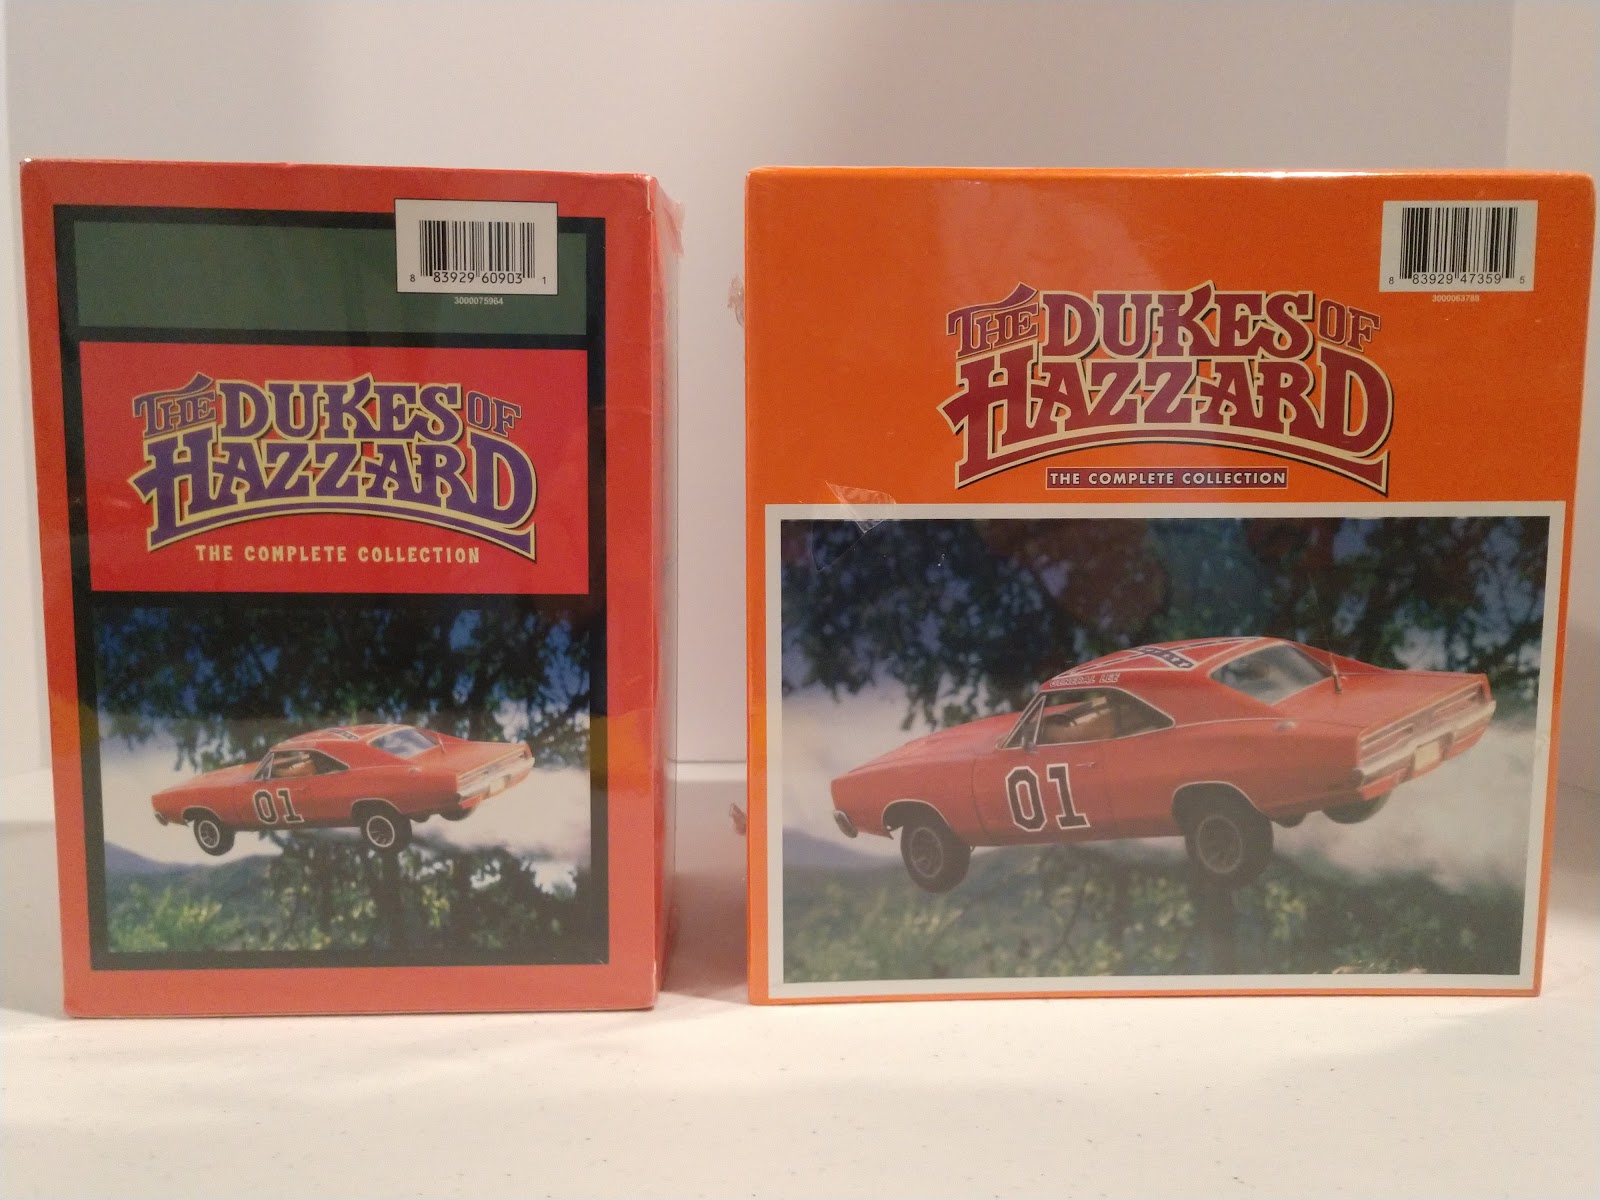 8 83929 60903 1
3000075964
THE DUKES OF
HAZZARD
THE COMPLETE COLLECTION
01
8 83929 47359 5
3000063788
THE DUKES OF
HAZZARD
THE COMPLETE COLLECTION
GENERAL LEE
01